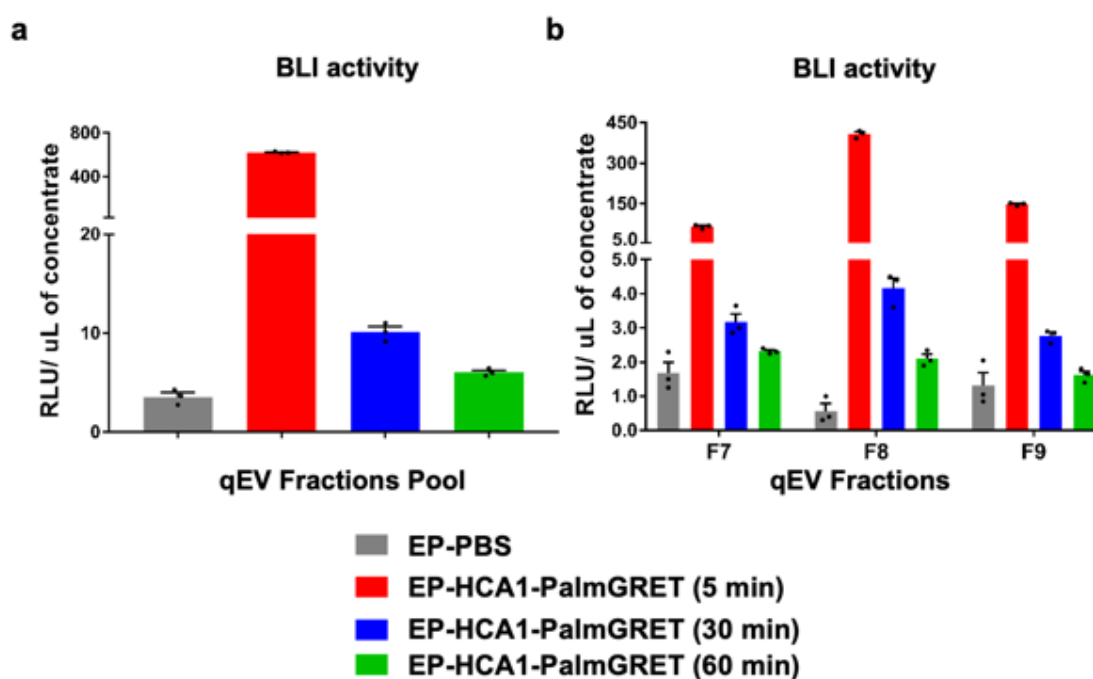 a
BLI activity
RLU/ uL of concentrate
800
400
20
10
0
qEV Fractions Pool
b
BLI activity
RLU/ uL of concentrate
450
300
150
5.0
5.0
4.0
3.0
2.0
1.0
0.0
F7 F8 F9
qEV Fractions
EP-PBS
EP-HCA1-PalmGRET (5 min)
EP-HCA1-PalmGRET (30 min)
EP-HCA1-PalmGRET (60 min)